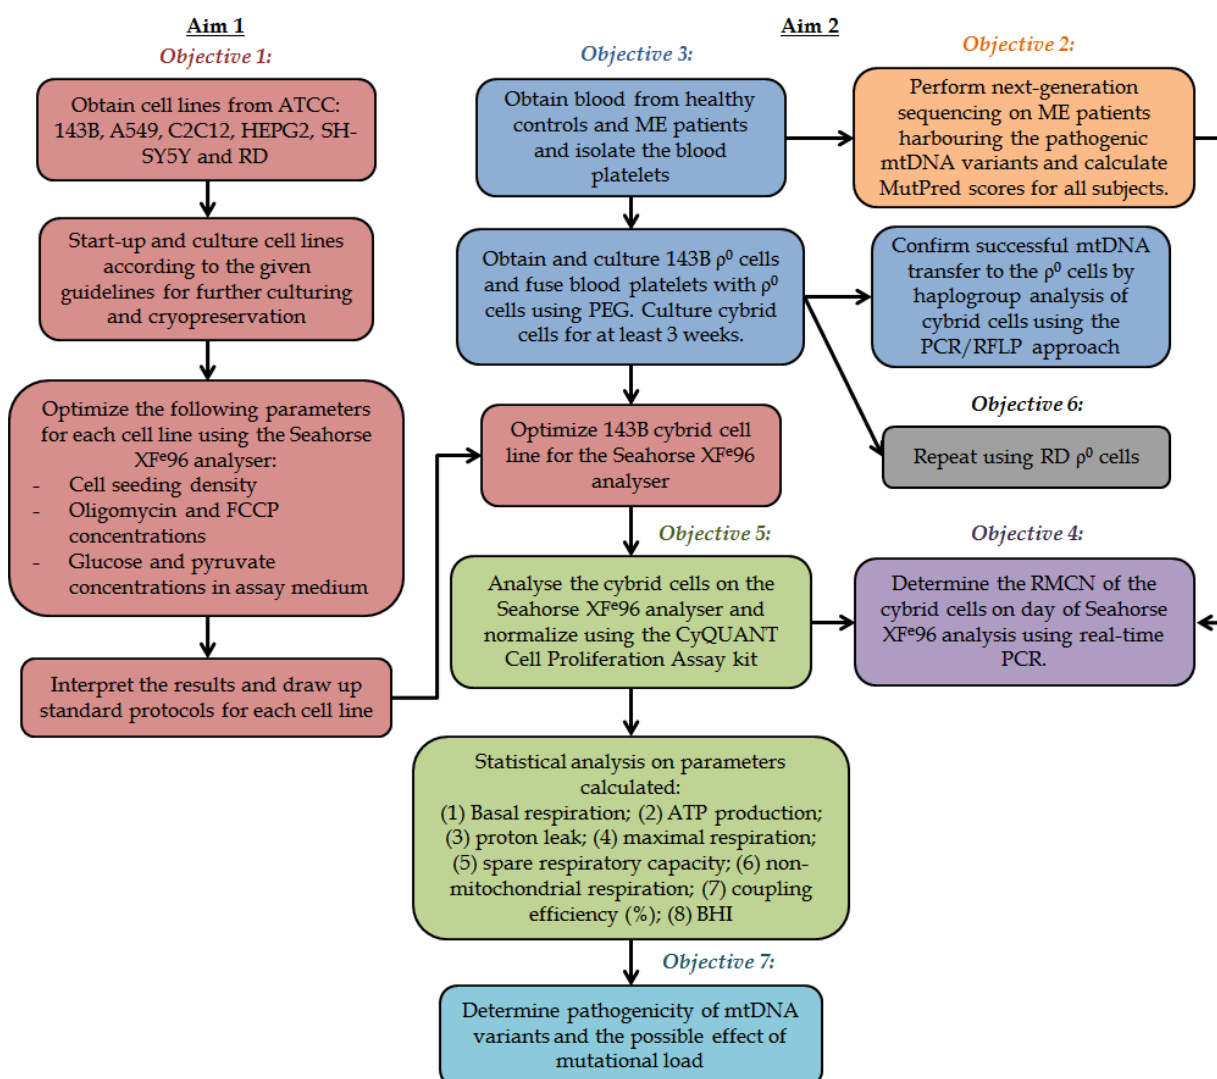 Aim 1
Objective 1:
Obtain cell lines from ATCC:
143B, A549, C2C12, HEPG2, SH-
SY5Y and RD
Start-up and culture cell lines
according to the given
guidelines for further culturing
and cryopreservation
Optimize the following parameters
for each cell line using the Seahorse
XFe96 analyser:
- Cell seeding density
- Oligomycin and FCCP
concentrations
- Glucose and pyruvate
concentrations in assay medium
Interpret the results and draw up
standard protocols for each cell line
Aim 2
Objective 3:
Obtain blood from healthy
controls and ME patients
and isolate the blood
platelets
Objective 2:
Perform next-generation
sequencing on ME patients
harbouring the pathogenic
mtDNA variants and calculate
MutPred scores for all subjects.
Obtain and culture 143B ρ⁰ cells
and fuse blood platelets with ρ⁰
cells using PEG. Culture cybrid
cells for at least 3 weeks.
Confirm successful mtDNA
transfer to the ρ⁰ cells by
haplogroup analysis of
cybrid cells using the
PCR/RFLP approach
Objective 6:
Repeat using RD ρ⁰ cells
Optimize 143B cybrid cell
line for the Seahorse XFe96
analyser
Objective 5:
Analyse the cybrid cells on the
Seahorse XFe96 analyser and
normalize using the CyQUANT
Cell Proliferation Assay kit
Objective 4:
Determine the RMCN of the
cybrid cells on day of Seahorse
XFe96 analysis using real-time
PCR.
Statistical analysis on parameters
calculated:
(1) Basal respiration; (2) ATP production;
(3) proton leak; (4) maximal respiration;
(5) spare respiratory capacity; (6) non-
mitochondrial respiration; (7) coupling
efficiency (%); (8) BHI
Objective 7:
Determine pathogenicity of mtDNA
variants and the possible effect of
mutational load